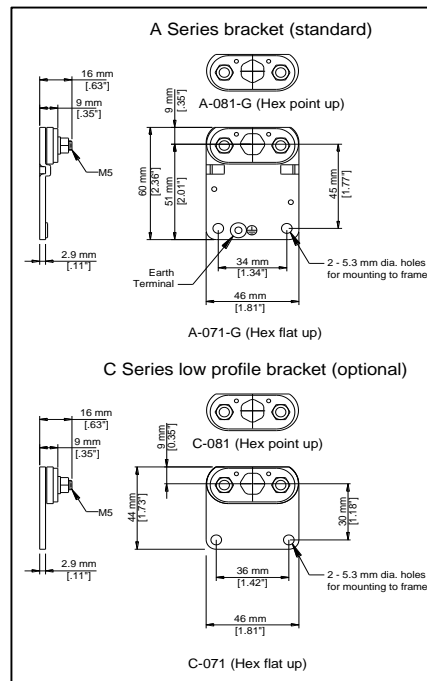 A Series bracket (standard)
16 mm
[.63"]
9 mm
[.35"]
9 mm
[.35"]
A-081-G (Hex point up)
M5
60 mm
[2.36"]
51 mm
[2.01"]
45 mm
[1.77"]
2.9 mm
[.11"]
Earth
Terminal
34 mm
[1.34"]
46 mm
[1.81"]
2 - 5.3 mm dia. holes
for mounting to frame
A-071-G (Hex flat up)
C Series low profile bracket (optional)
16 mm
[.63"]
9 mm
[.35"]
9 mm
[0.35"]
C-081 (Hex point up)
M5
44 mm
[1.73"]
30 mm
[1.18"]
2.9 mm
[.11"]
36 mm
[1.42"]
46 mm
[1.81"]
2 - 5.3 mm dia. holes
for mounting to frame
C-071 (Hex flat up)